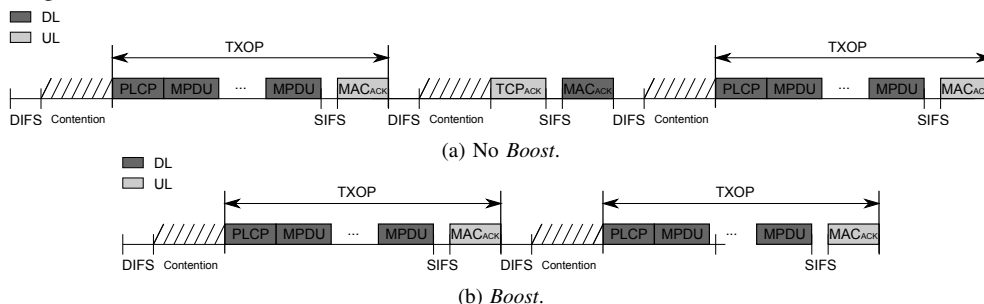 DL
UL
TXOP
TXOP
PLCP MPDU ... MPDU MACACK TCPACK MACACK PLCP MPDU ... MPDU MACACK
DIFS Contention SIFS DIFS Contention SIFS DIFS Contention SIFS
(a) No Boost.
DL
UL
TXOP
TXOP
PLCP MPDU ... MPDU MACACK PLCP MPDU ... MPDU MACACK
DIFS Contention SIFS DIFS Contention SIFS
(b) Boost.